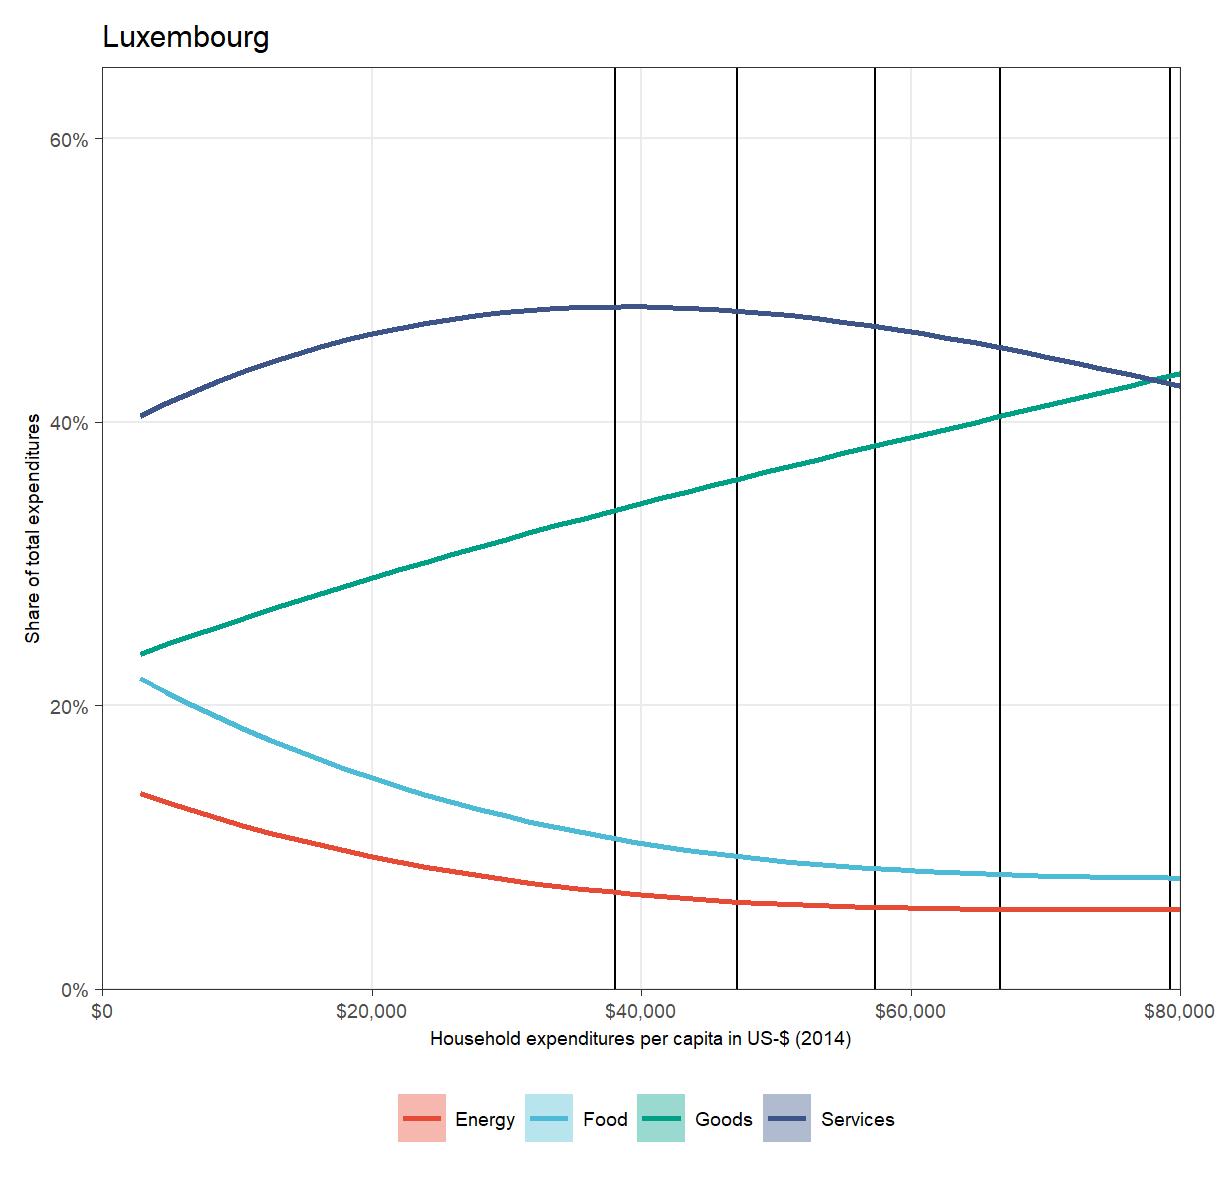 Luxembourg
60%
40%
20%
0%
Share of total expenditures
$0 $20,000 $40,000 $60,000 $80,000
Household expenditures per capita in US-$ (2014)
Energy Food Goods Services